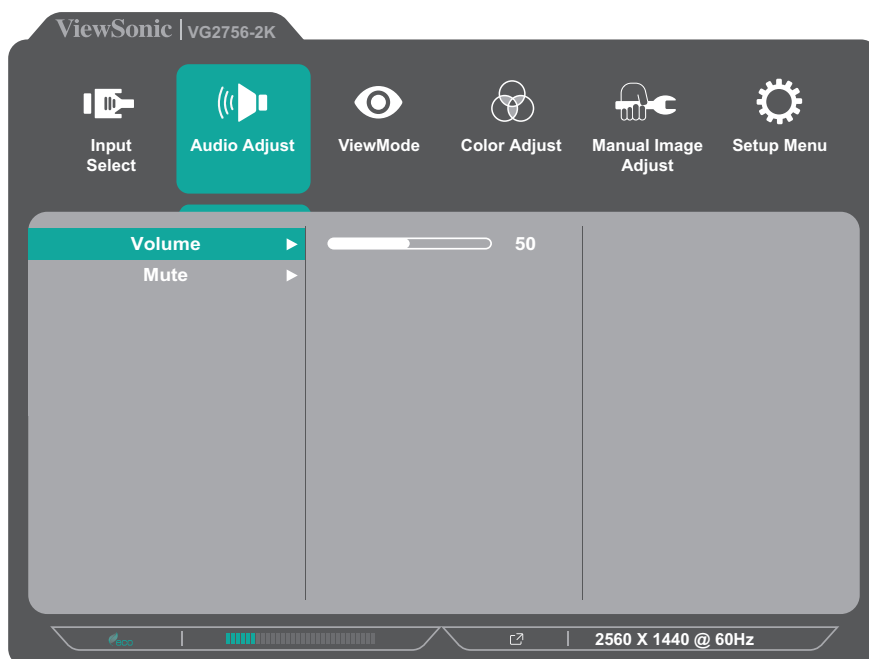 ViewSonic | VG2756-2K
Input Select
Audio Adjust
ViewMode
Color Adjust
Manual Image Adjust
Setup Menu
Volume
50
Mute
eco
2560 X 1440 @ 60Hz